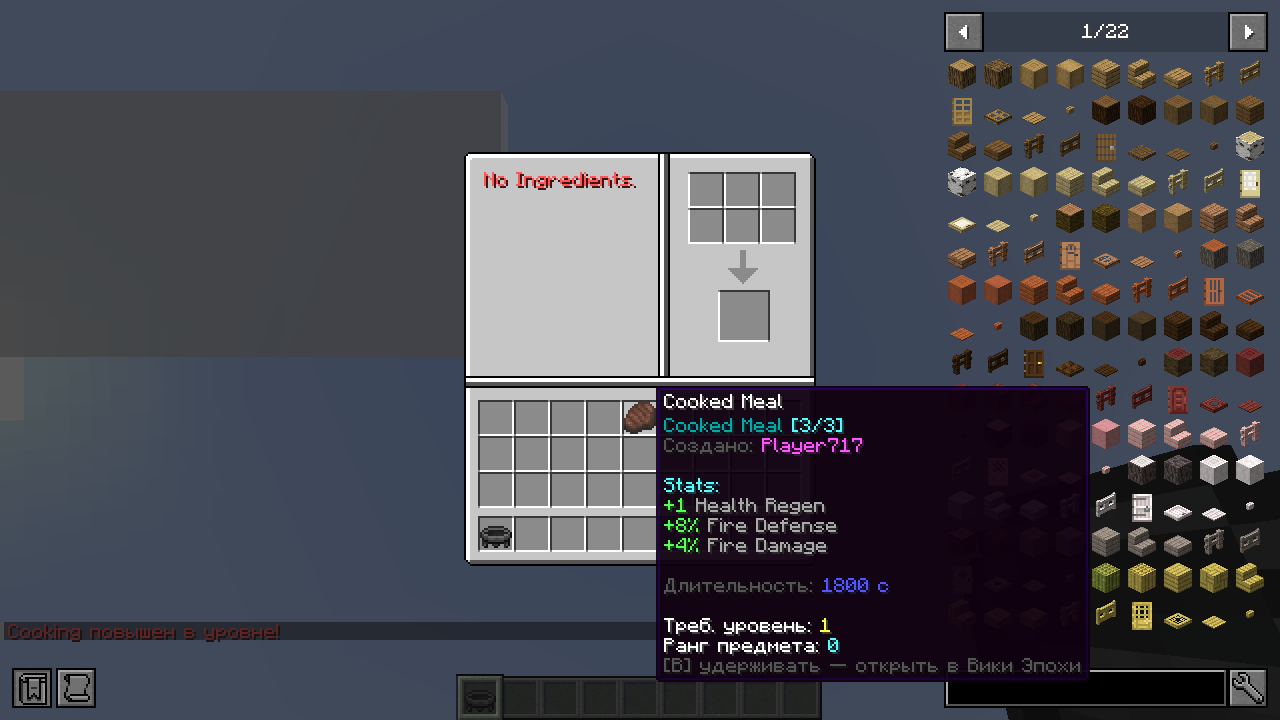 1/22
No Ingredients.
Cooked Meal
Cooked Meal [3/3]
Создано: Player717
Stats:
+1 Health Regen
+8% Fire Defense
+4% Fire Damage
Длительность: 1800 с
Треб. уровень: 1
Ранг предмета: 0
[B] удерживать — открыть в Вики Эпохи
Cooking повышен в уровне!